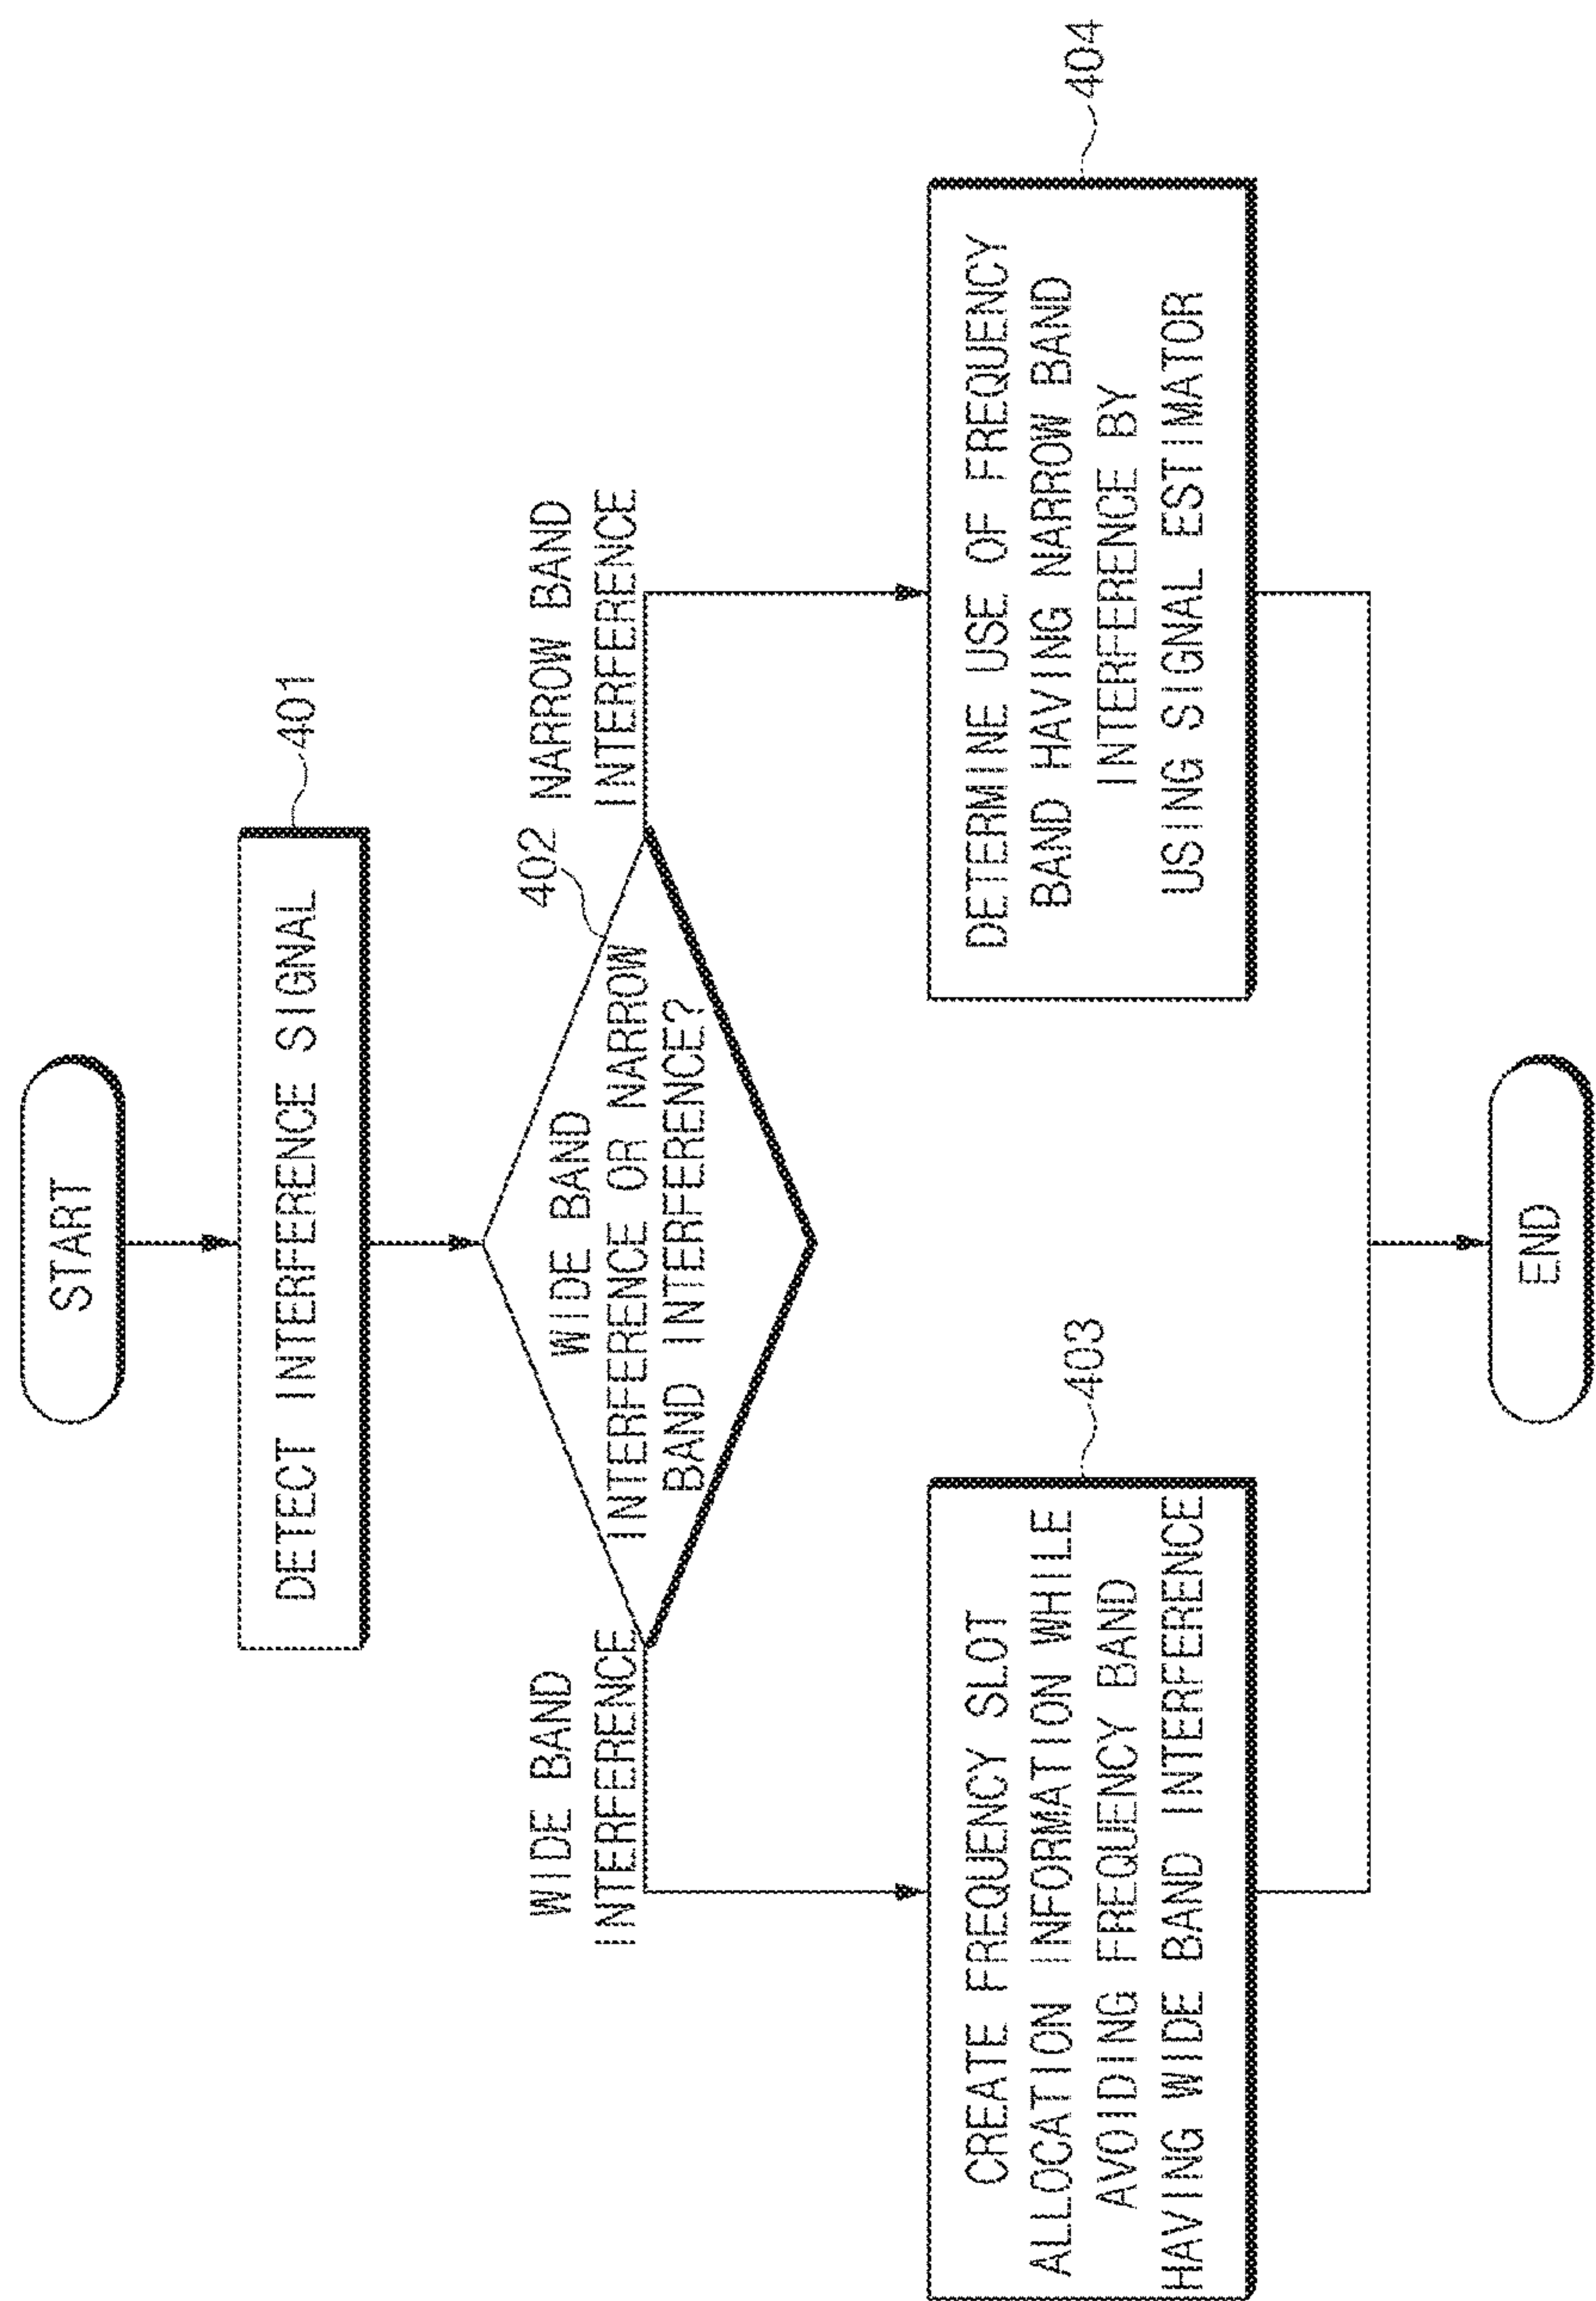 START
DETECT INTERFERENCE SIGNAL
401
WIDE BAND
INTERFERENCE OR NARROW
BAND INTERFERENCE?
402
WIDE BAND
INTERFERENCE
NARROW BAND
INTERFERENCE
CREATE FREQUENCY SLOT
ALLOCATION INFORMATION WHILE
AVOIDING FREQUENCY BAND
HAVING WIDE BAND INTERFERENCE
403
DETERMINE USE OF FREQUENCY
BAND HAVING NARROW BAND
INTERFERENCE BY
USING SIGNAL ESTIMATOR
404
END